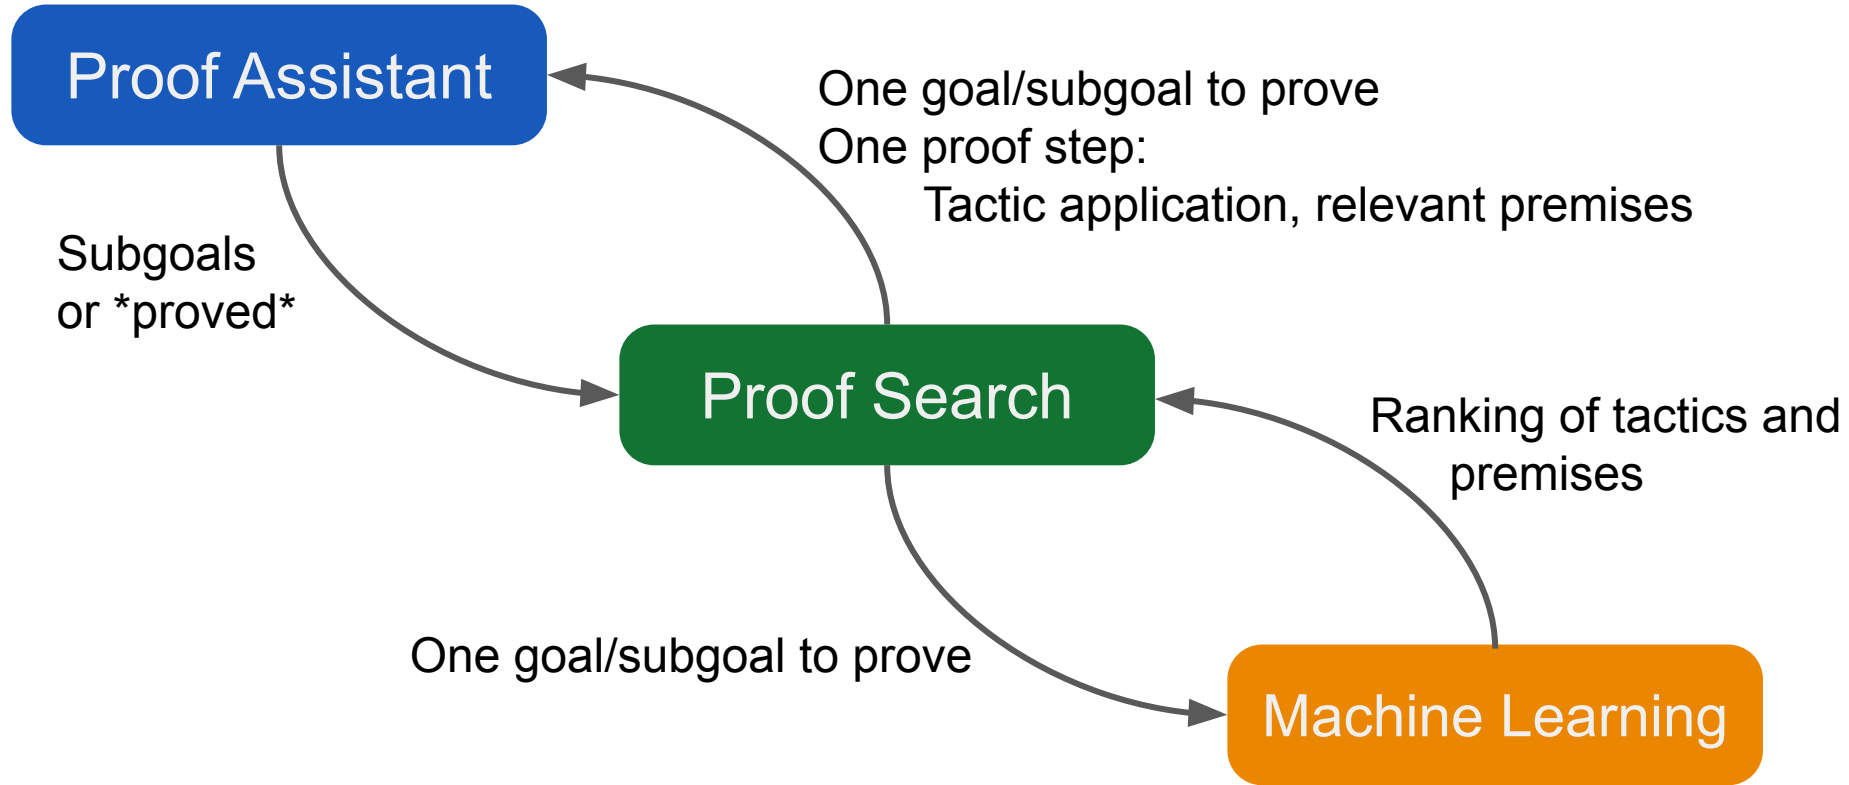 Proof Assistant
One goal/subgoal to prove
One proof step:
Tactic application, relevant premises
Subgoals
or *proved*
Proof Search
Ranking of tactics and
premises
One goal/subgoal to prove
Machine Learning